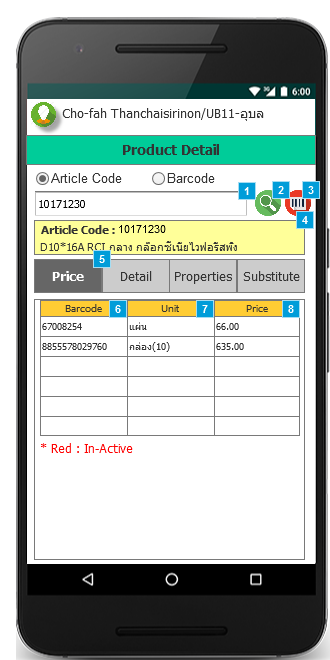 6:00
Cho-fah Thanchaisirinon/UB11-อุบล
Product Detail
Article Code Barcode
10171230 1 2 3
4
Article Code : 10171230
D10*16A RCI กลาง กล๊อกซีเนียไวฟอรีสพัง
5
Price Detail Properties Substitute
Barcode 6 Unit 7 Price 8
67008254 แผ่น 66.00
8855578029760 กล่อง(10) 635.00
* Red : In-Active